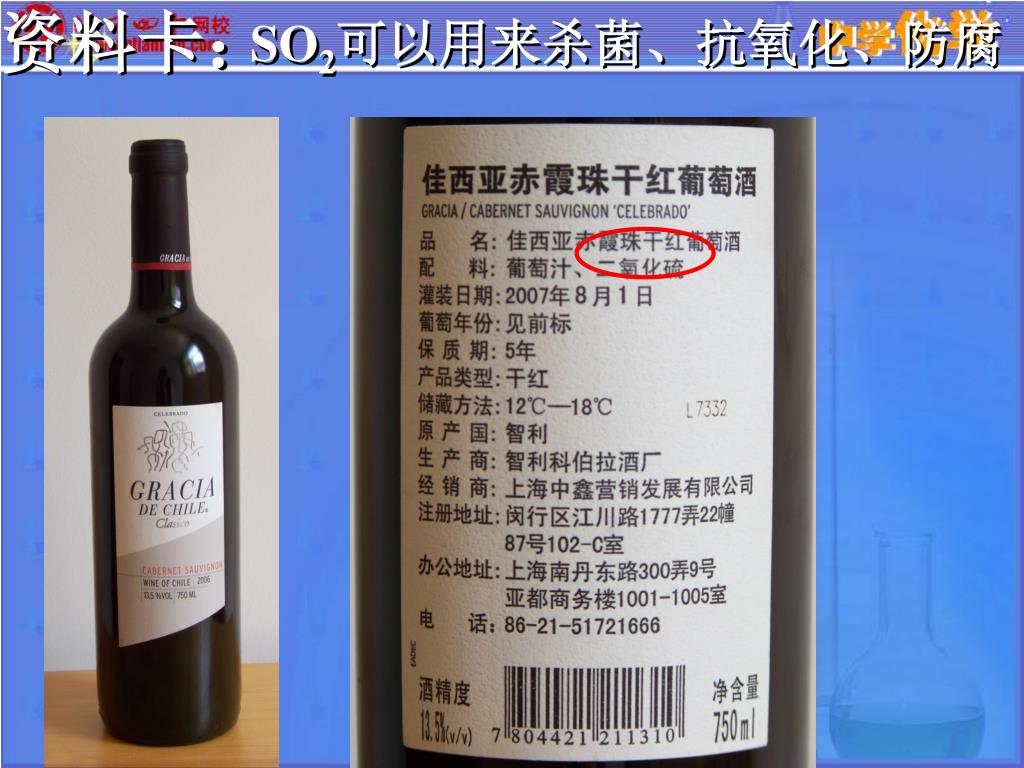 资料卡: SO₂可以用来杀菌、抗氧化、防腐
中学化学
GRACIA
CELEBRADO
GRACIA
DE CHILE
Classico
CABERNET SAUVIGNON
WINE OF CHILE 2006
13.5 %VOL 750 ML
佳西亚赤霞珠干红葡萄酒
GRACIA / CABERNET SAUVIGNON 'CELEBRADO'
品 名: 佳西亚赤霞珠干红葡萄酒
配 料: 葡萄汁、二氧化硫
灌装日期: 2007年8月1日
葡萄年份: 见前标
保 质 期: 5年
产品类型: 干红
储藏方法: 12℃—18℃
L7332
原 产 国: 智利
生 产 商: 智利科伯拉酒厂
经 销 商: 上海中鑫营销发展有限公司
注册地址: 闵行区江川路1777弄22幢
87号102-C室
办公地址: 上海南丹东路300弄9号
亚都商务楼1001-1005室
电 话: 86-21-51721666
EADEC
酒精度
13.5%(v/v)
7 804421 211310
净含量
750ml